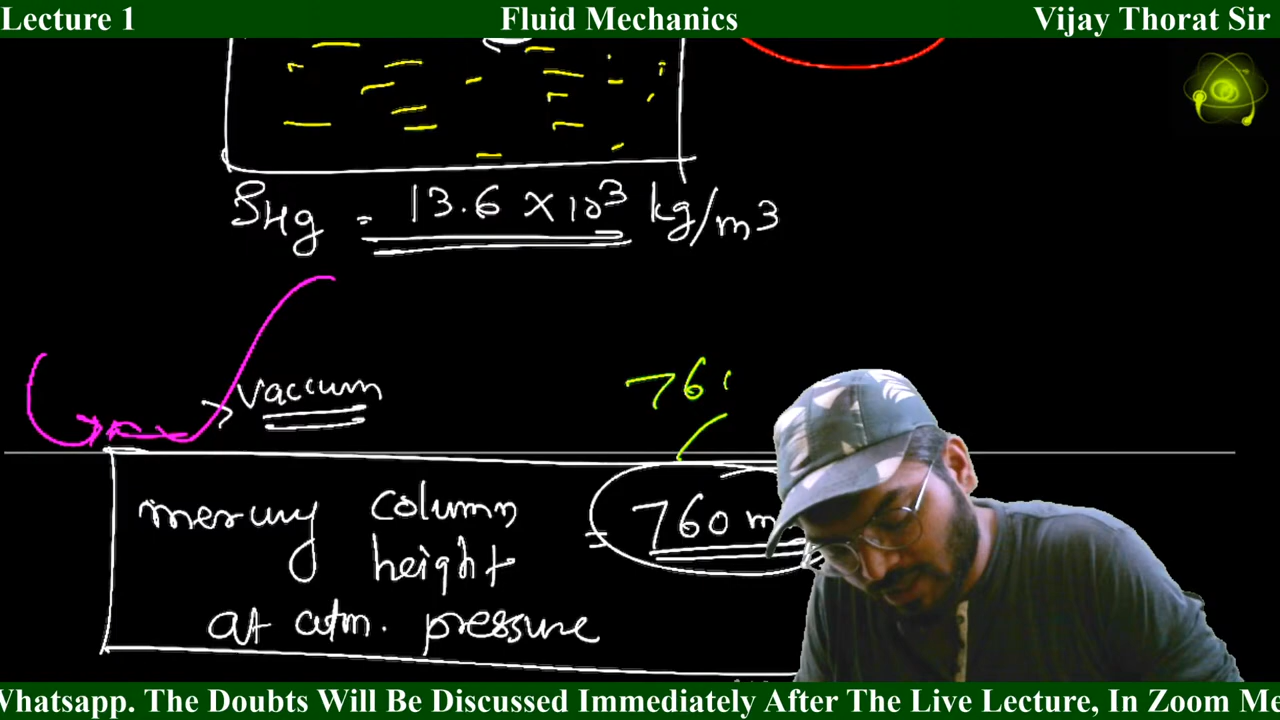 Lecture 1 Fluid Mechanics Vijay Thorat Sir
ρHg = 13.6 × 10³ kg/m3
Vaccum
76
mercury column = 760 m
height
at atm. pressure
Whatsapp. The Doubts Will Be Discussed Immediately After The Live Lecture, In Zoom Me